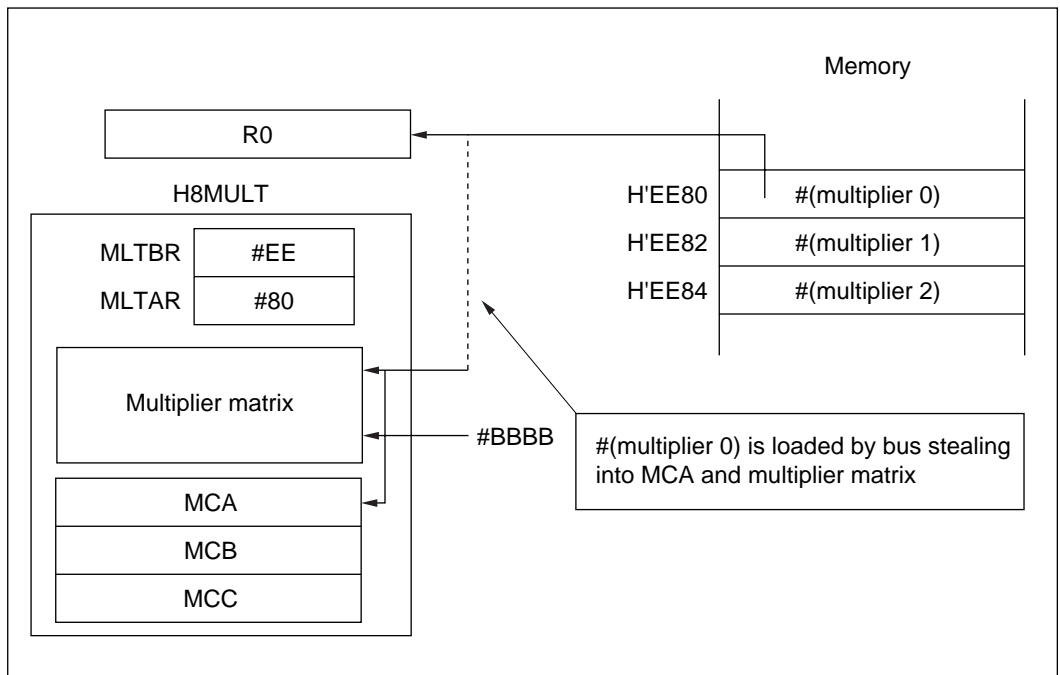 Memory
R0
H'EE80 #(multiplier 0)
H8MULT
MLTBR #EE
H'EE82 #(multiplier 1)
MLTAR #80
H'EE84 #(multiplier 2)
Multiplier matrix
#BBBB
#(multiplier 0) is loaded by bus stealing
into MCA and multiplier matrix
MCA
MCB
MCC